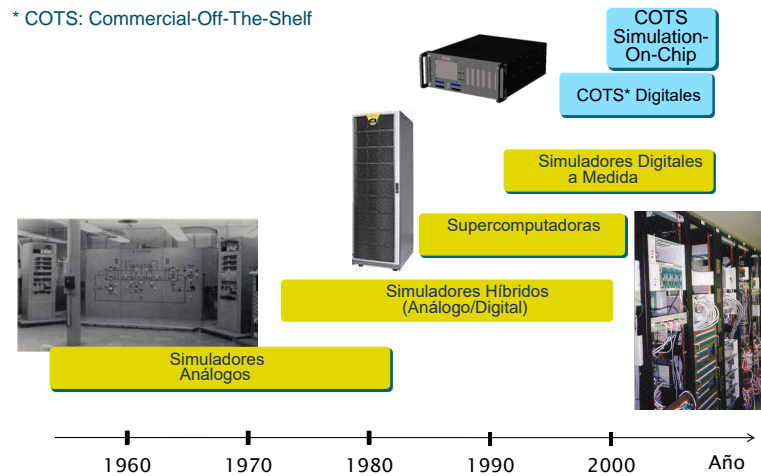 * COTS: Commercial-Off-The-Shelf
COTS
Simulation-
On-Chip
COTS* Digitales
Simuladores Digitales
a Medida
Supercomputadoras
Simuladores Híbridos
(Análogo/Digital)
Simuladores
Análogos
1960 1970 1980 1990 2000 Año